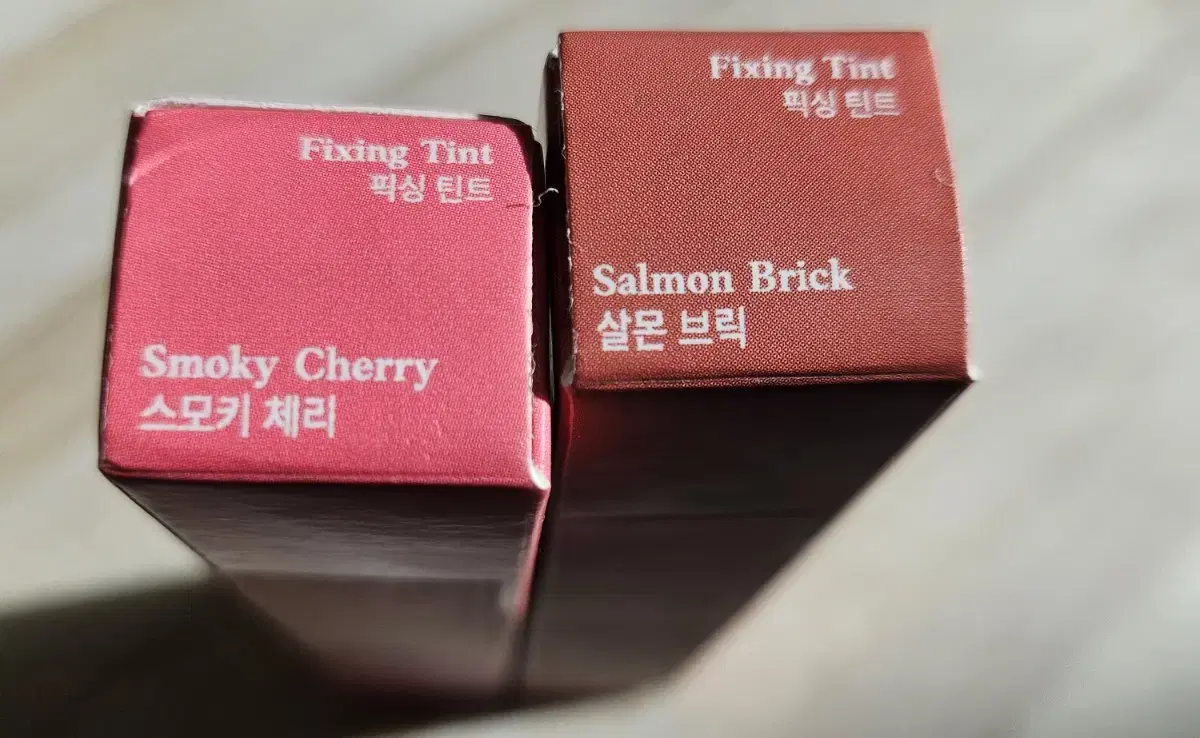 Fixing Tint
픽싱 틴트
Smoky Cherry
스모키 체리
Fixing Tint
픽싱 틴트
Salmon Brick
살몬 브릭